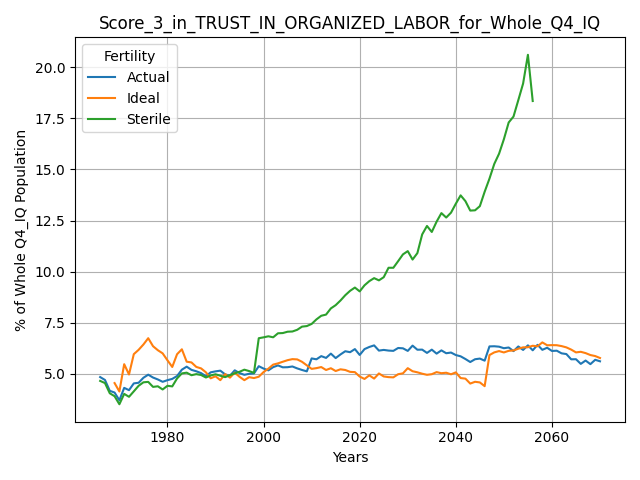 Score_3_in_TRUST_IN_ORGANIZED_LABOR_for_Whole_Q4_IQ
Fertility
Actual
Ideal
Sterile
20.0
17.5
15.0
12.5
10.0
7.5
5.0
% of Whole Q4_IQ Population
1980
2000
2020
2040
2060
Years